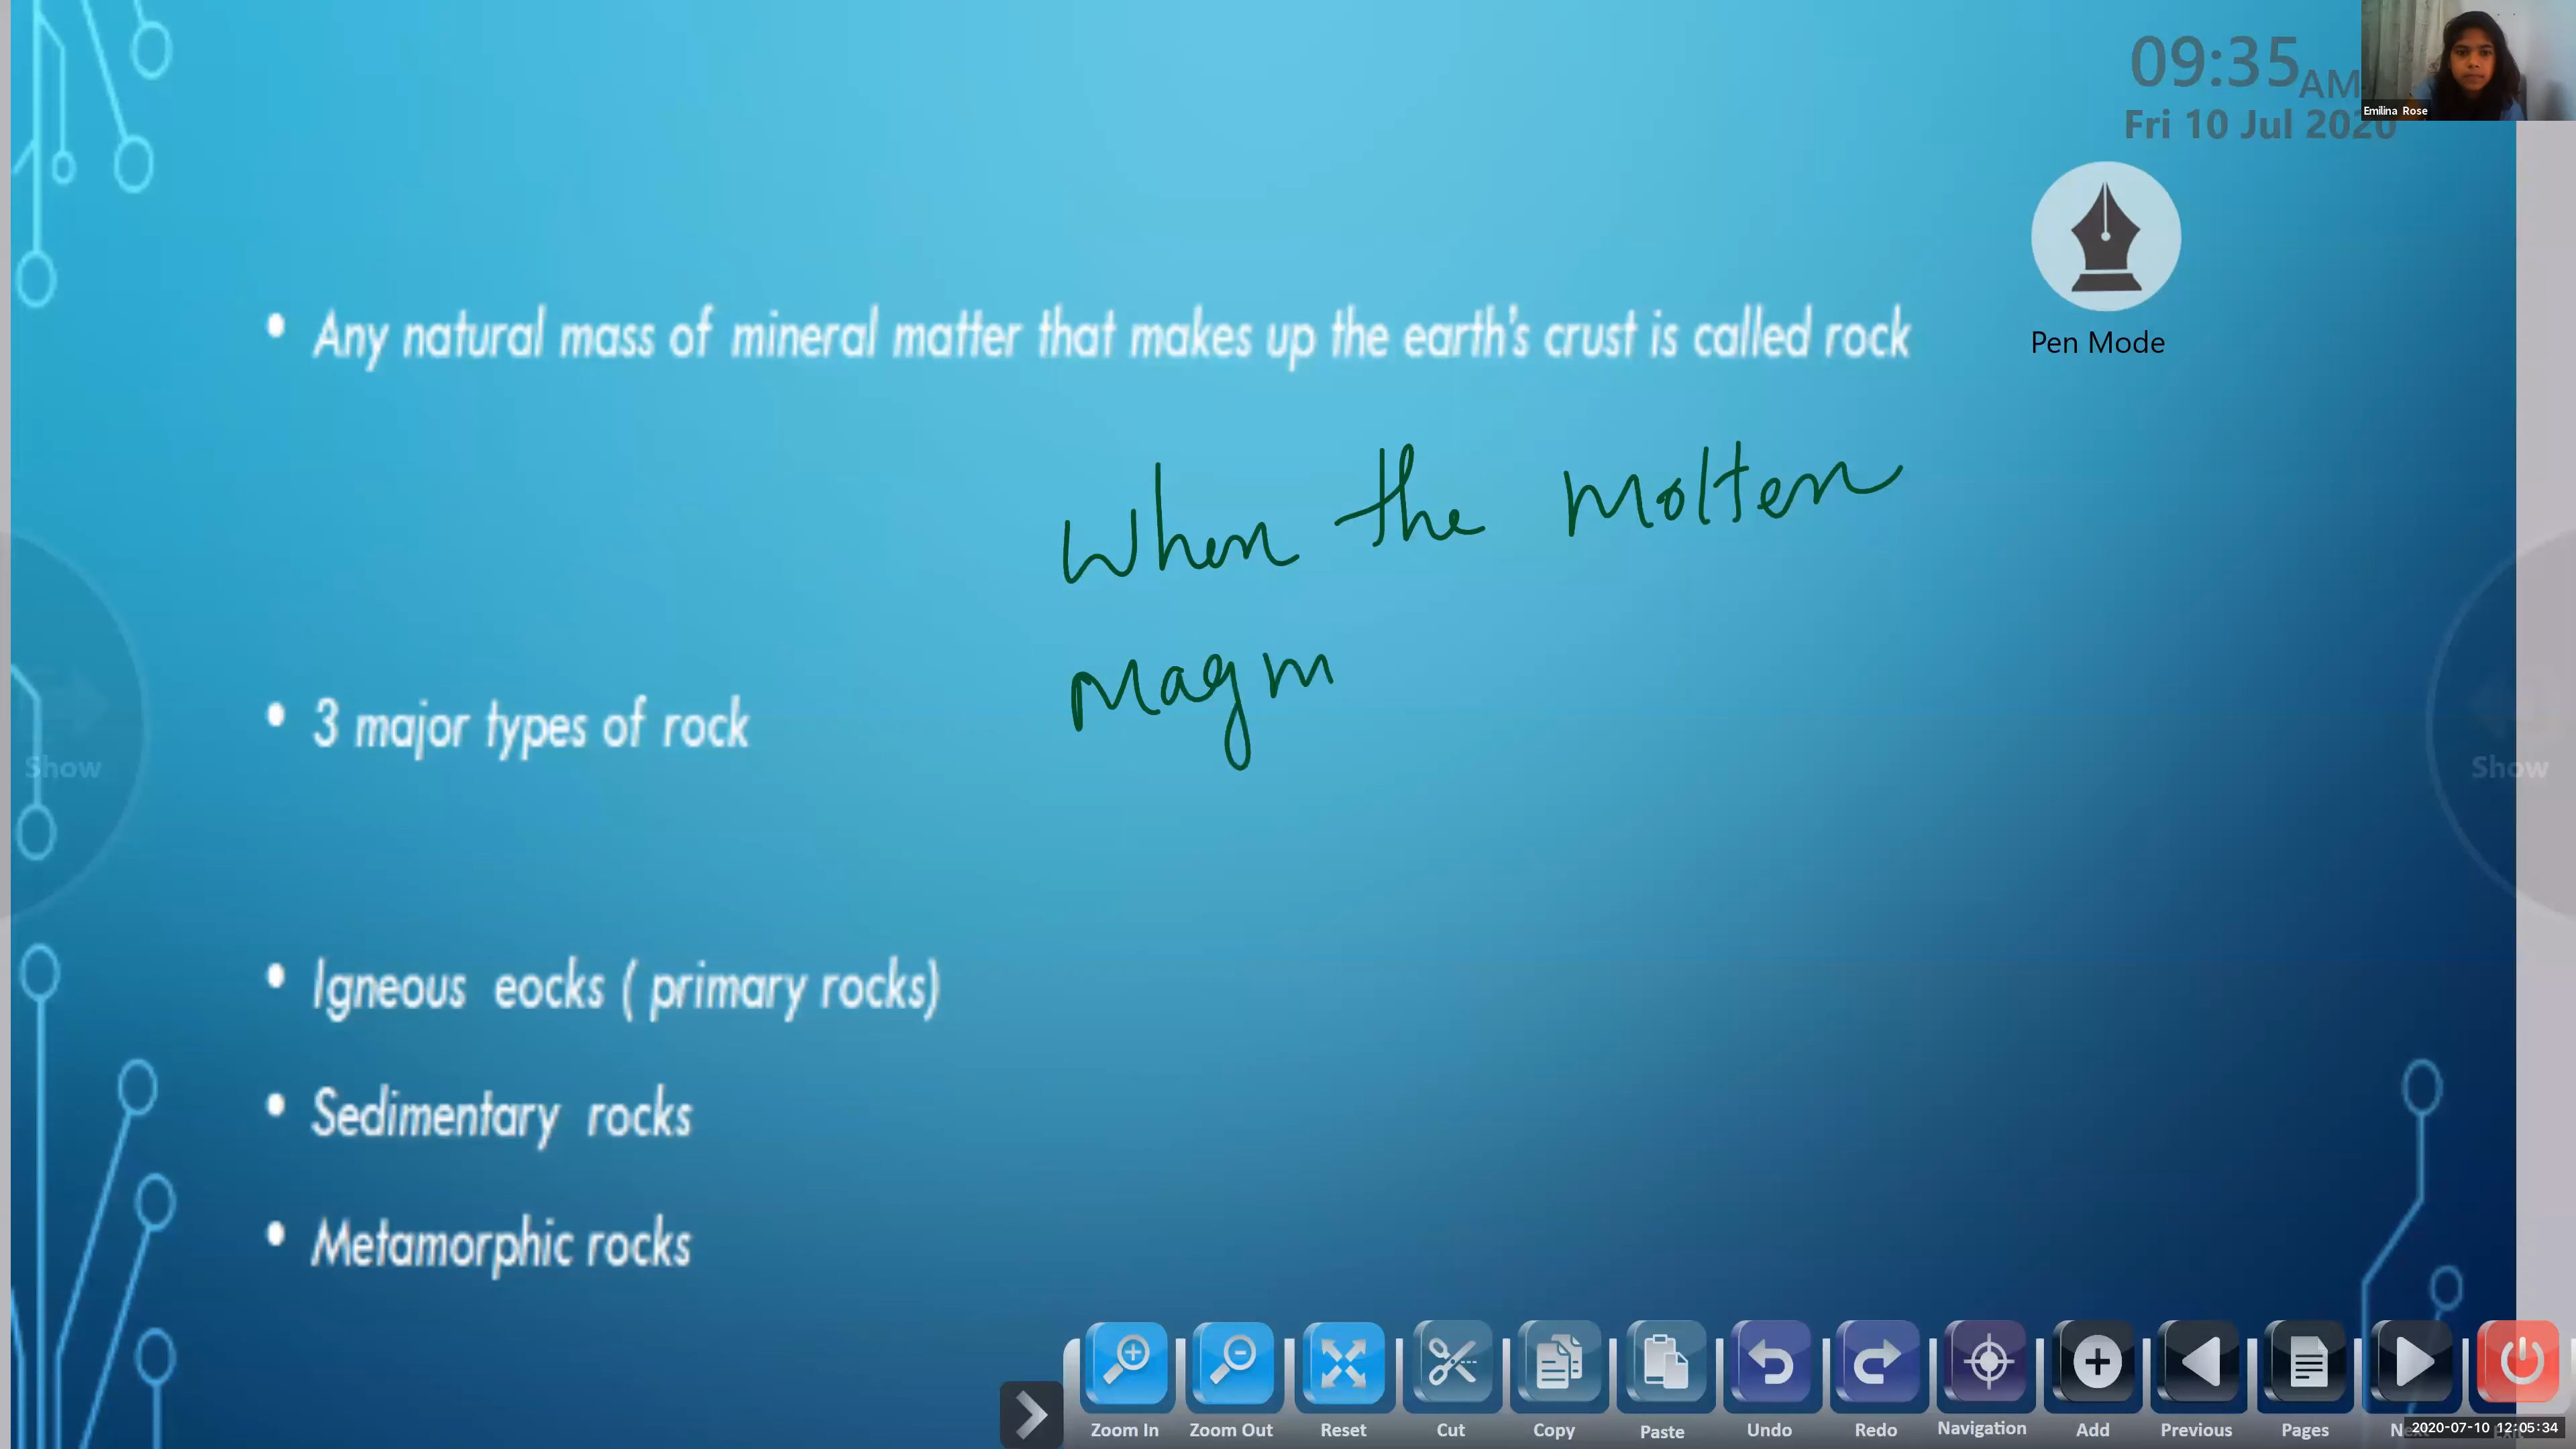 09:35 AM
Fri 10 Jul 2020
Emilina Rose
Pen Mode
• Any natural mass of mineral matter that makes up the earth's crust is called rock
When the molten
magm
• 3 major types of rock
Show
Show
• Igneous eocks ( primary rocks)
• Sedimentary rocks
• Metamorphic rocks
Zoom In Zoom Out Reset Cut Copy Paste Undo Redo Navigation Add Previous Pages
2020-07-10 12:05:34